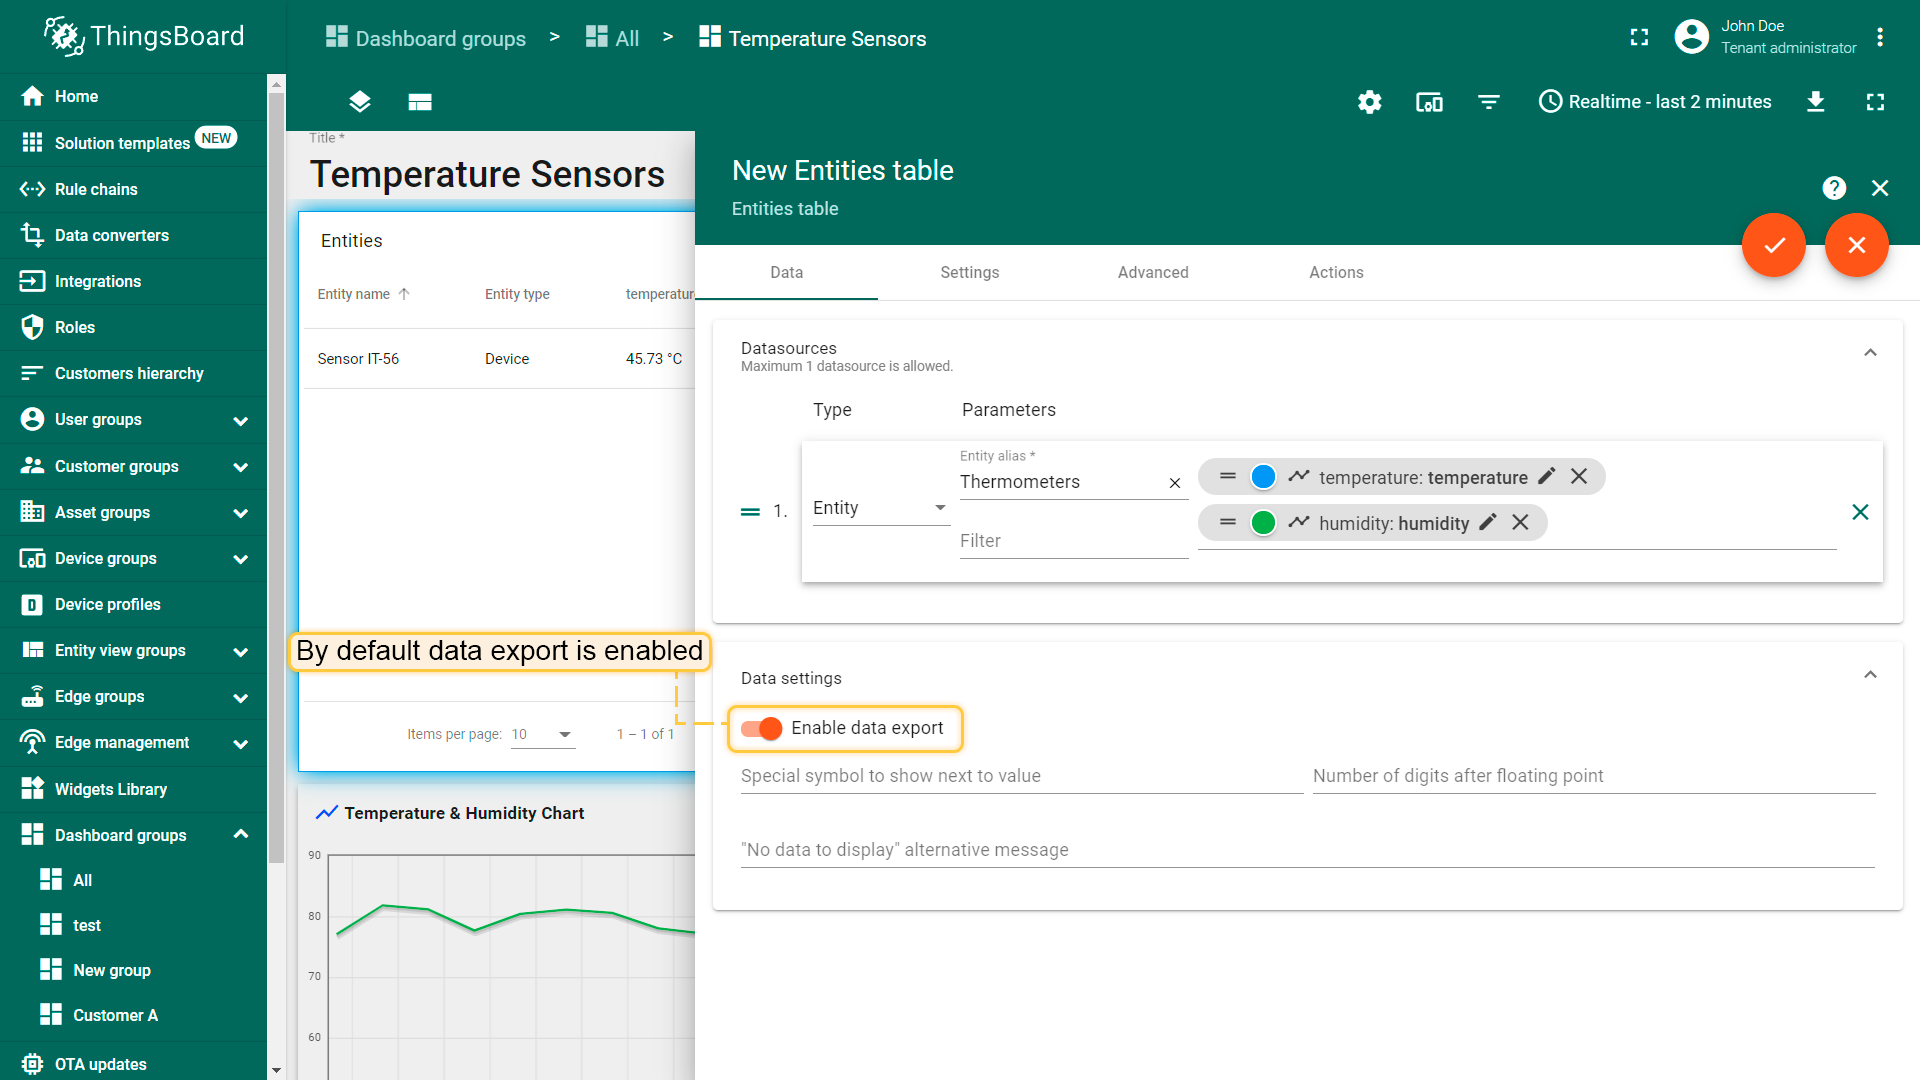 ThingsBoard
Dashboard groups > All > Temperature Sensors
John Doe
Tenant administrator
Realtime - last 2 minutes
Home
Solution templates NEW
Rule chains
Data converters
Integrations
Roles
Customers hierarchy
User groups
Customer groups
Asset groups
Device groups
Device profiles
Entity view groups
Edge groups
Edge management
Widgets Library
Dashboard groups
All
test
New group
Customer A
OTA updates
Title *
Temperature Sensors
Entities
Entity name Entity type temperatur
Sensor IT-56 Device 45.73 °C
By default data export is enabled
Items per page: 10 1 – 1 of 1
Temperature & Humidity Chart
90
80
70
60
New Entities table
Entities table
Data Settings Advanced Actions
Datasources
Maximum 1 datasource is allowed.
Type Parameters
1. Entity
Entity alias *
Thermometers
Filter
temperature: temperature
humidity: humidity
Data settings
Enable data export
Special symbol to show next to value Number of digits after floating point
"No data to display" alternative message